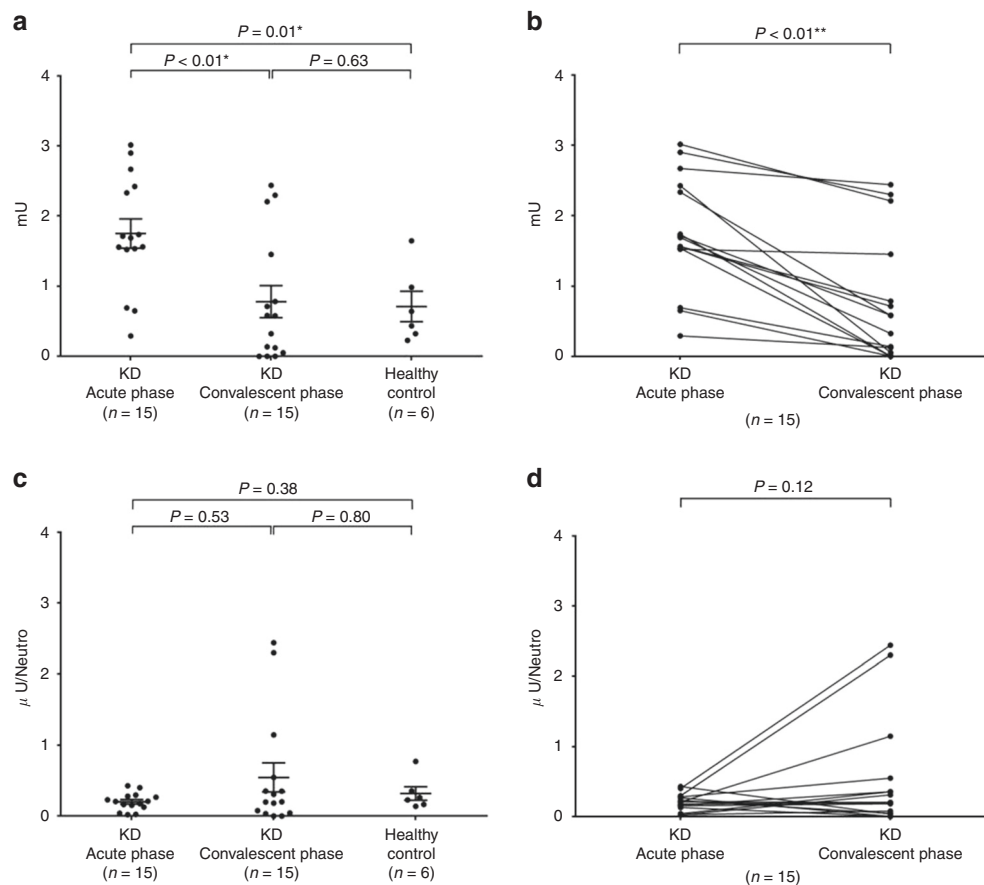 a
P = 0.01*
P < 0.01*
P = 0.63
4
3
2
1
0
mU
KD
Acute phase
(n = 15)
KD
Convalescent phase
(n = 15)
Healthy
control
(n = 6)
b
P < 0.01**
4
3
2
1
0
mU
KD
Acute phase
KD
Convalescent phase
(n = 15)
c
P = 0.38
P = 0.53
P = 0.80
4
3
2
1
0
μ U/Neutro
KD
Acute phase
(n = 15)
KD
Convalescent phase
(n = 15)
Healthy
control
(n = 6)
d
P = 0.12
4
3
2
1
0
μ U/Neutro
KD
Acute phase
KD
Convalescent phase
(n = 15)